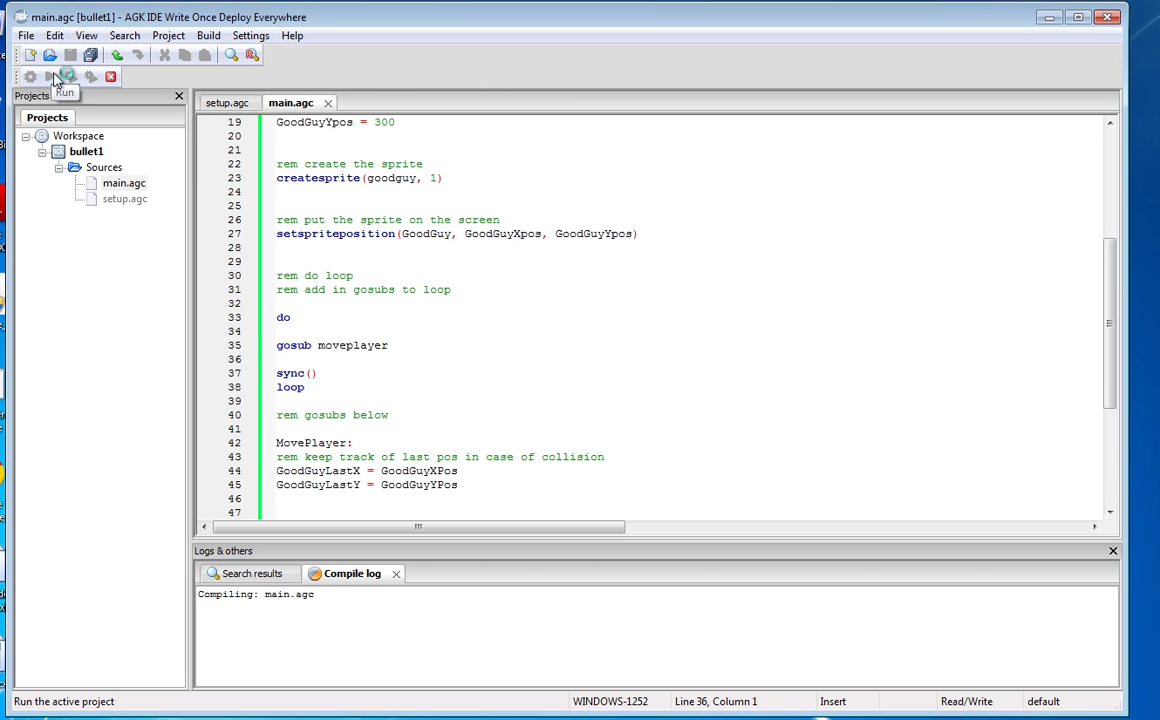 main.agc [bullet1] - AGK IDE Write Once Deploy Everywhere
File Edit View Search Project Build Settings Help
Run
Projects
Projects
Workspace
bullet1
Sources
main.agc
setup.agc
setup.agc main.agc
19 GoodGuyYpos = 300
20
21
22 rem create the sprite
23 createsprite(goodguy, 1)
24
25
26 rem put the sprite on the screen
27 setspriteposition(GoodGuy, GoodGuyXpos, GoodGuyYpos)
28
29
30 rem do loop
31 rem add in gosubs to loop
32
33 do
34
35 gosub moveplayer
36
37 sync()
38 loop
39
40 rem gosubs below
41
42 MovePlayer:
43 rem keep track of last pos in case of collision
44 GoodGuyLastX = GoodGuyXPos
45 GoodGuyLastY = GoodGuyYPos
46
47
Logs & others
Search results Compile log
Compiling: main.agc
Run the active project WINDOWS-1252 Line 36, Column 1 Insert Read/Write default